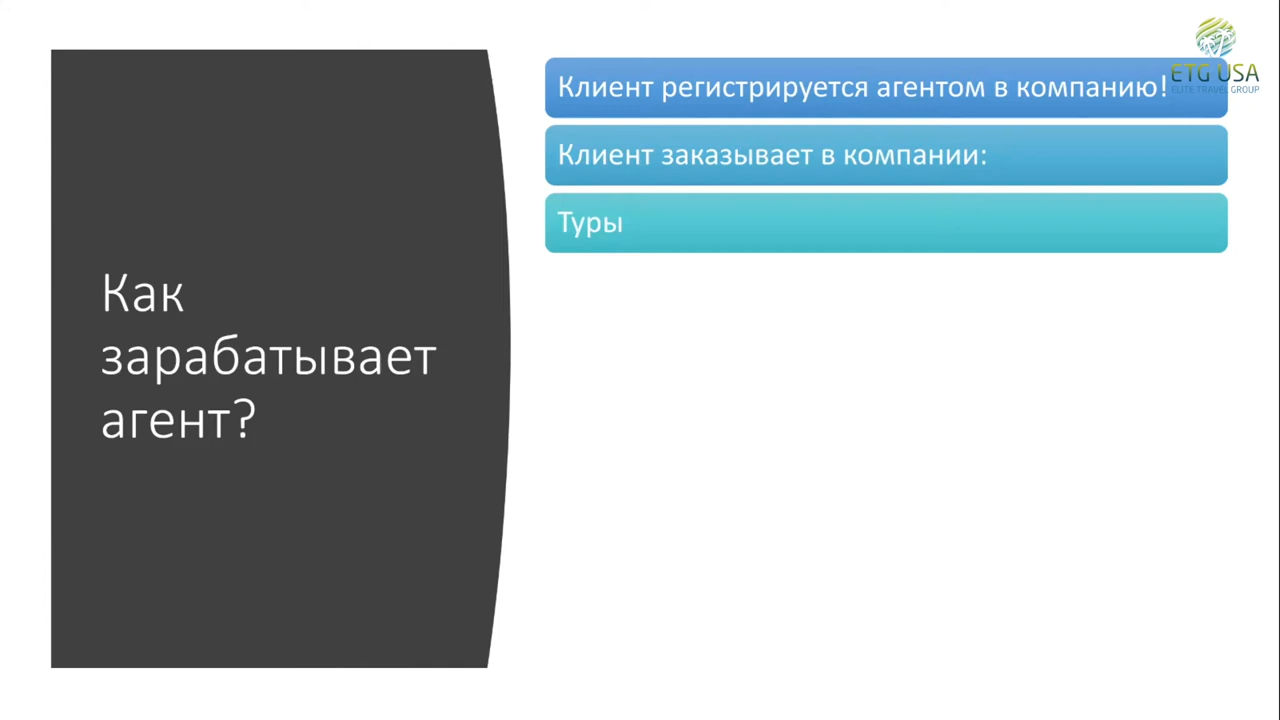 Как
зарабатывает
агент?
Клиент регистрируется агентом в компанию!
Клиент заказывает в компании:
Туры
ETG USA
ELITE TRAVEL GROUP